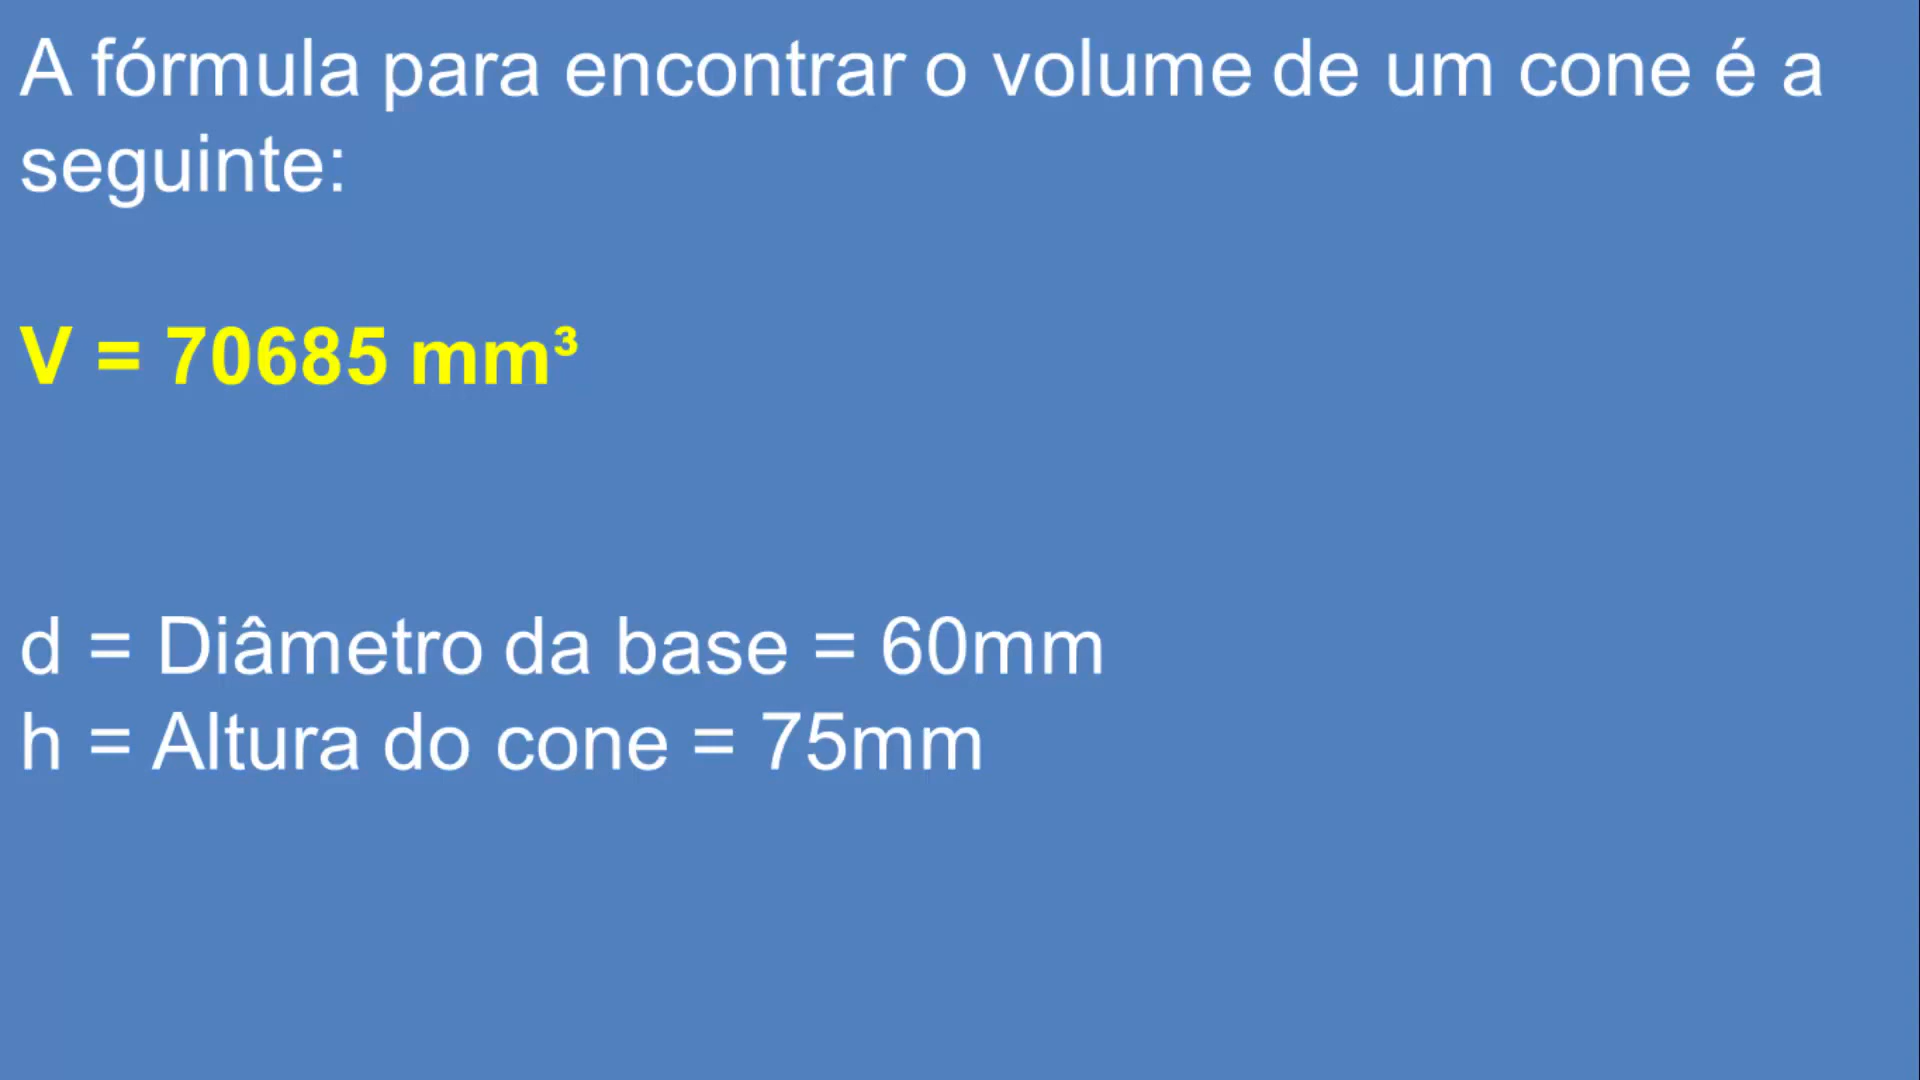 A fórmula para encontrar o volume de um cone é a
seguinte:
V = 70685 mm³
d = Diâmetro da base = 60mm
h = Altura do cone = 75mm